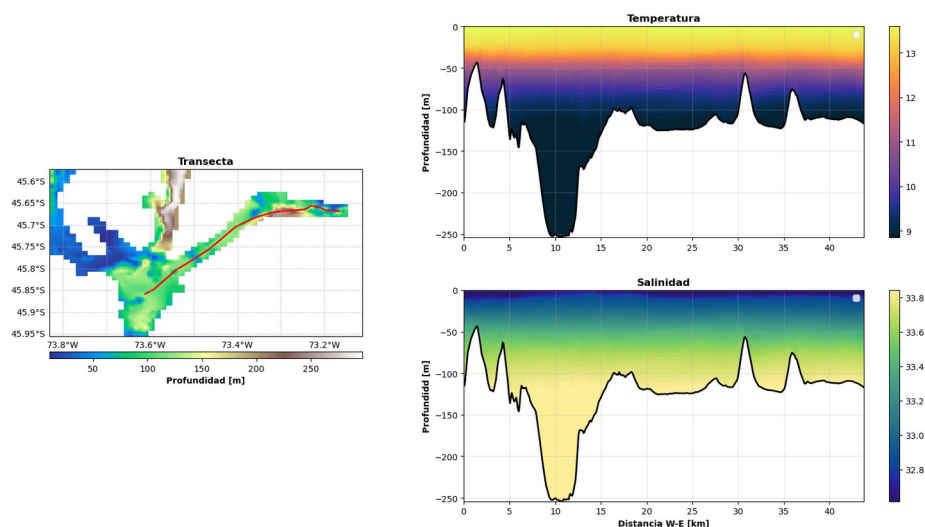 Transecta
45.6°S
45.65°S
45.7°S
45.75°S
45.8°S
45.85°S
45.9°S
45.95°S
73.8°W 73.6°W 73.4°W 73.2°W
50 100 150 200 250
Profundidad [m]
Temperatura
Profundidad [m]
0
−50
−100
−150
−200
−250
0 5 10 15 20 25 30 35 40
13
12
11
10
9
Salinidad
Profundidd [m]
0
−50
−100
−150
−200
−250
0 5 10 15 20 25 30 35 40
Distancia W-E [km]
33.8
33.6
33.4
33.2
33.0
32.8